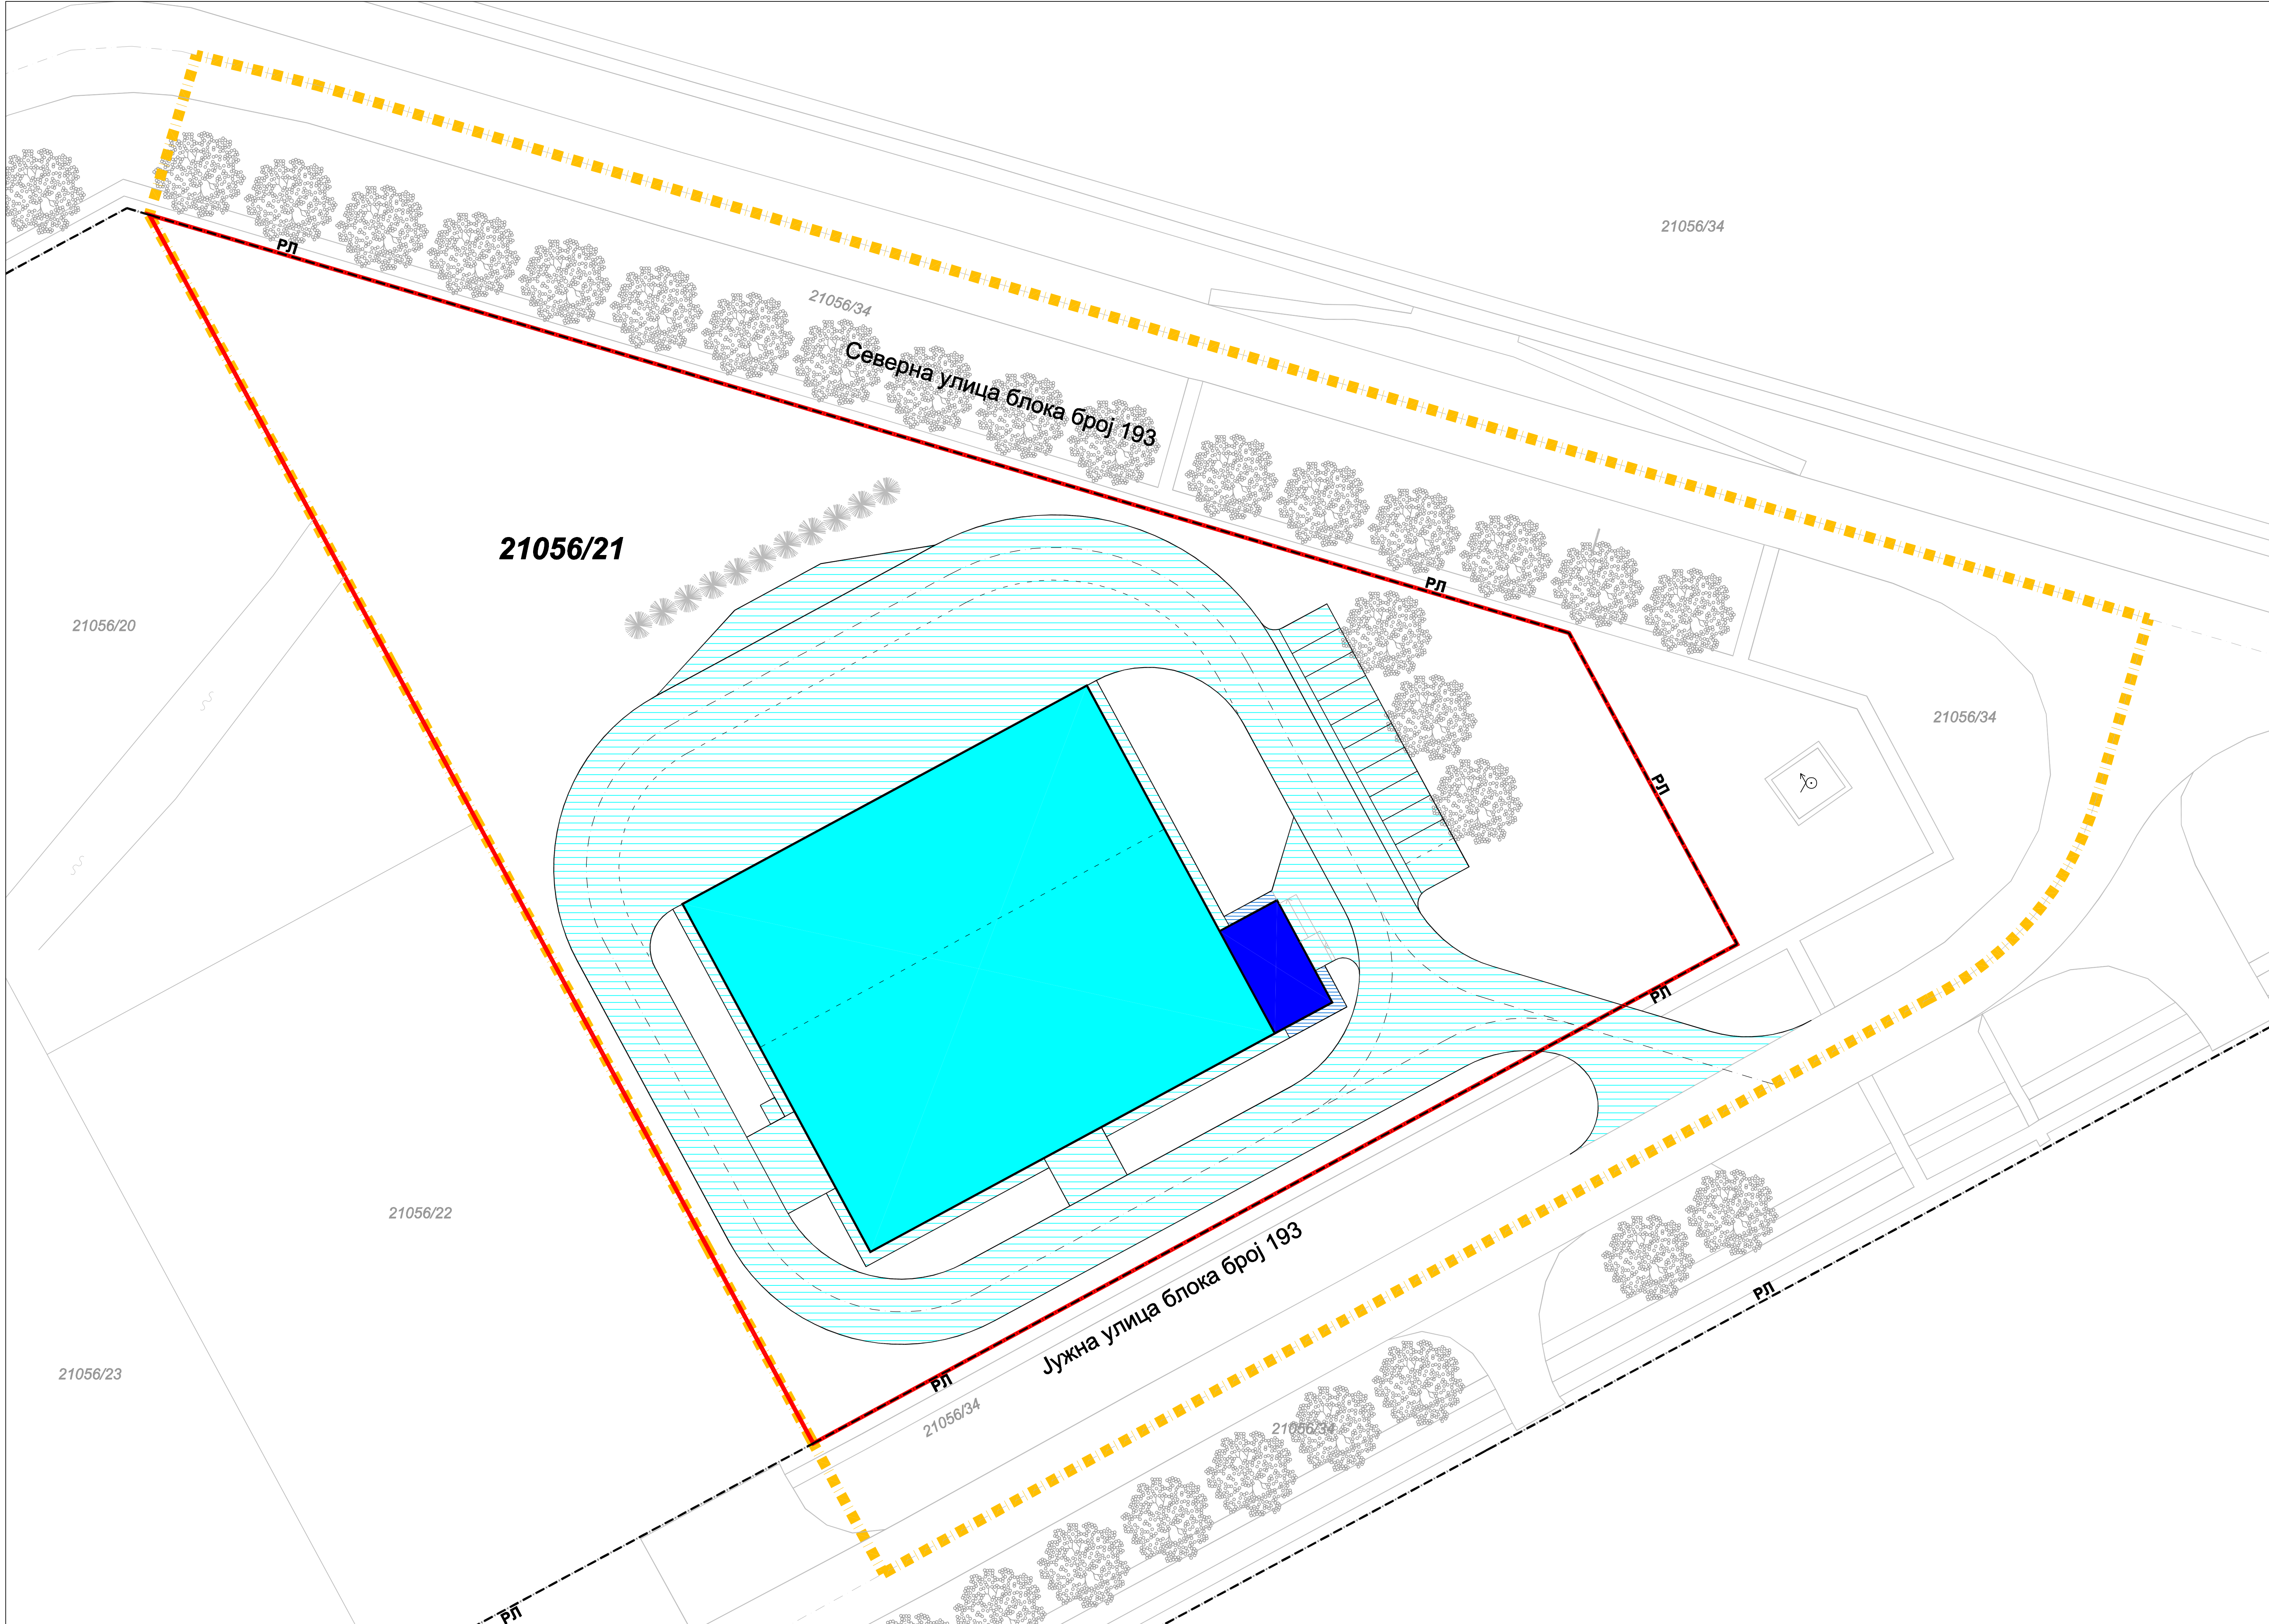 21056/34
РЛ
21056/34
Северна улица блока број 193
21056/21
РЛ
21056/20
21056/34
РЛ
РЛ
21056/22
Јужна улица блока број 193
РЛ
21056/23
РЛ
21056/34
21056/34
РЛ